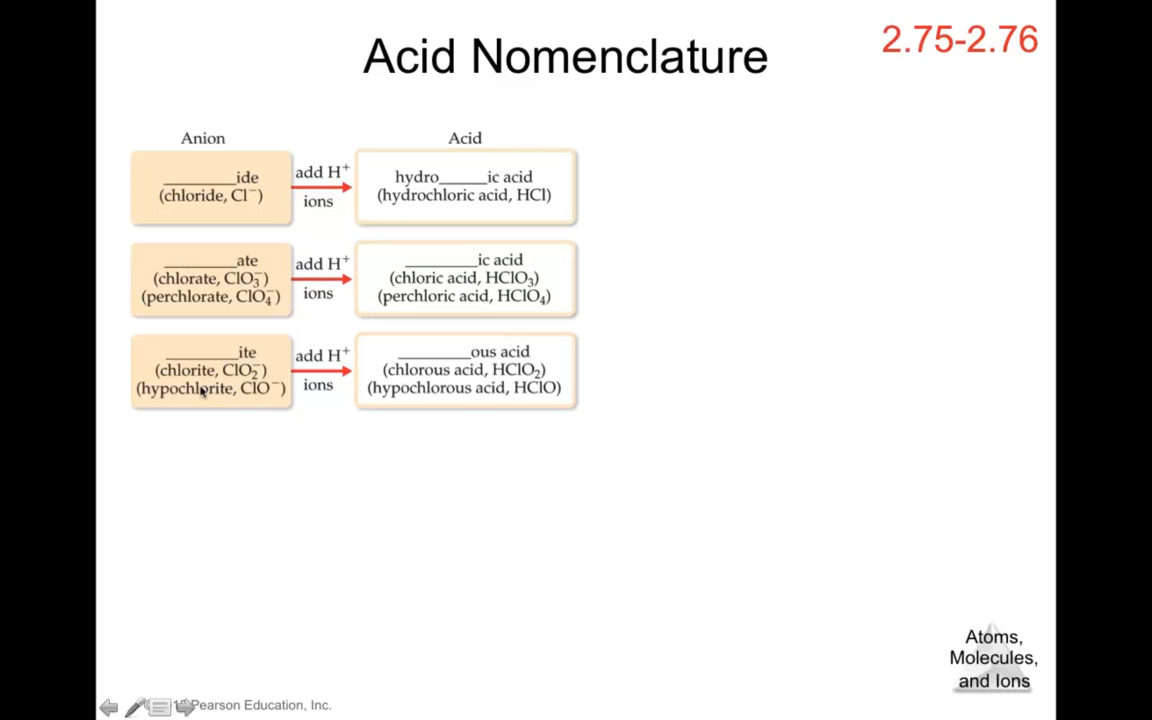 Acid Nomenclature
2.75-2.76
Anion
Acid
________ide
(chloride, Cl⁻)
add H⁺
ions
hydro_____ic acid
(hydrochloric acid, HCl)
________ate
(chlorate, ClO₃⁻)
(perchlorate, ClO₄⁻)
add H⁺
ions
________ic acid
(chloric acid, HClO₃)
(perchloric acid, HClO₄)
________ite
(chlorite, ClO₂⁻)
(hypochlorite, ClO⁻)
add H⁺
ions
________ous acid
(chlorous acid, HClO₂)
(hypochlorous acid, HClO)
Atoms,
Molecules,
and Ions
Pearson Education, Inc.